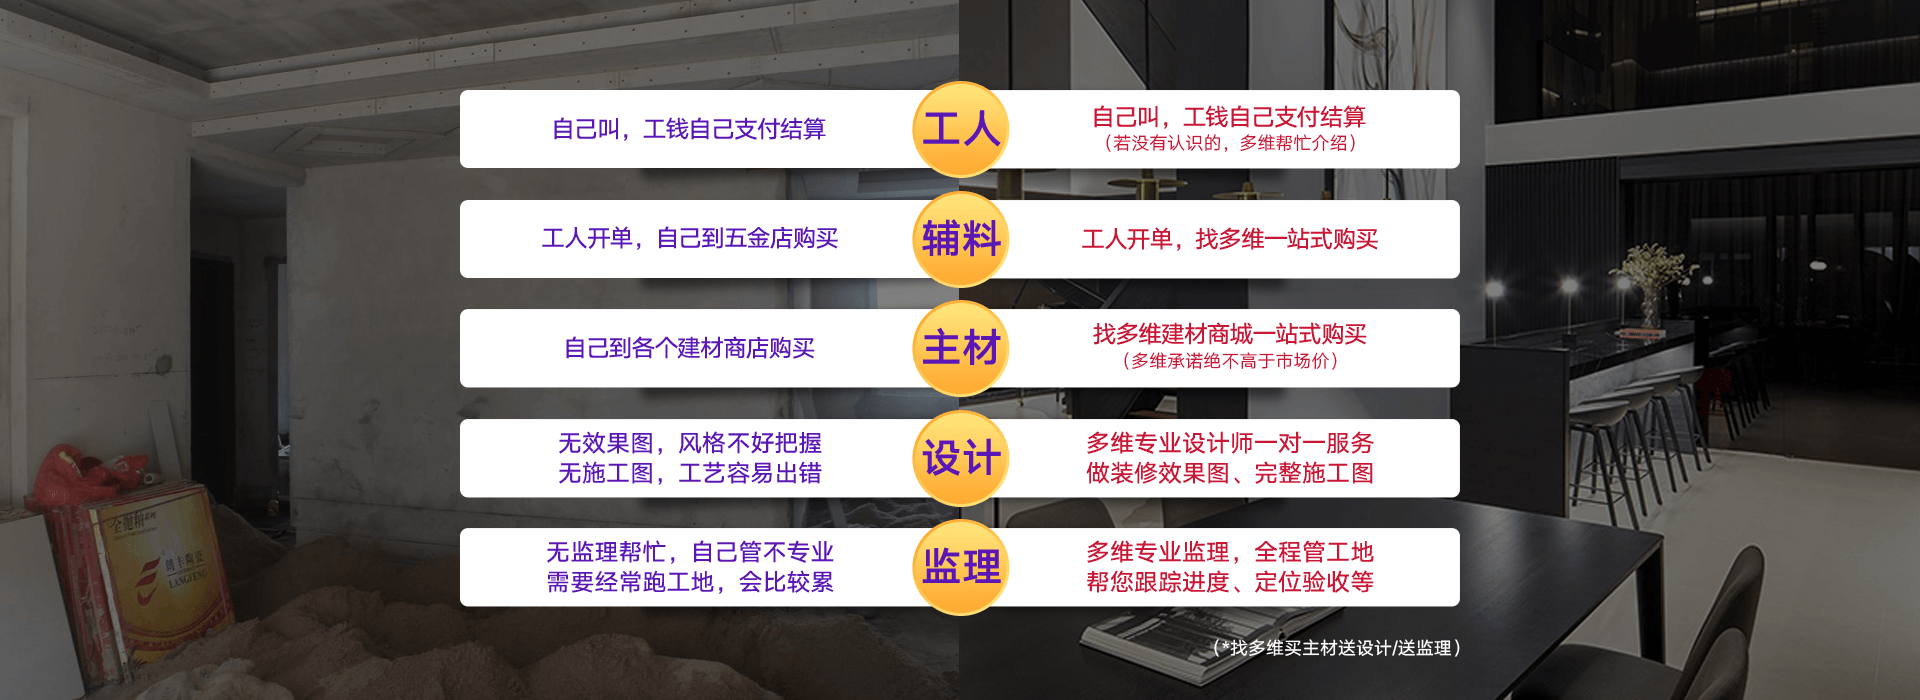 自己叫，工钱自己支付结算
工人
自己叫，工钱自己支付结算
（若没有认识的，多维帮忙介绍）
工人开单，自己到五金店购买
辅料
工人开单，找多维一站式购买
自己到各个建材商店购买
主材
找多维建材商城一站式购买
（多维承诺绝不高于市场价）
无效果图，风格不好把握
无施工图，工艺容易出错
设计
多维专业设计师一对一服务
做装修效果图、完整施工图
无监理帮忙，自己管不专业
需要经常跑工地，会比较累
监理
多维专业监理，全程管工地
帮您跟踪进度、定位验收等
（*找多维买主材送设计/送监理）
全抛釉
LANGFENG